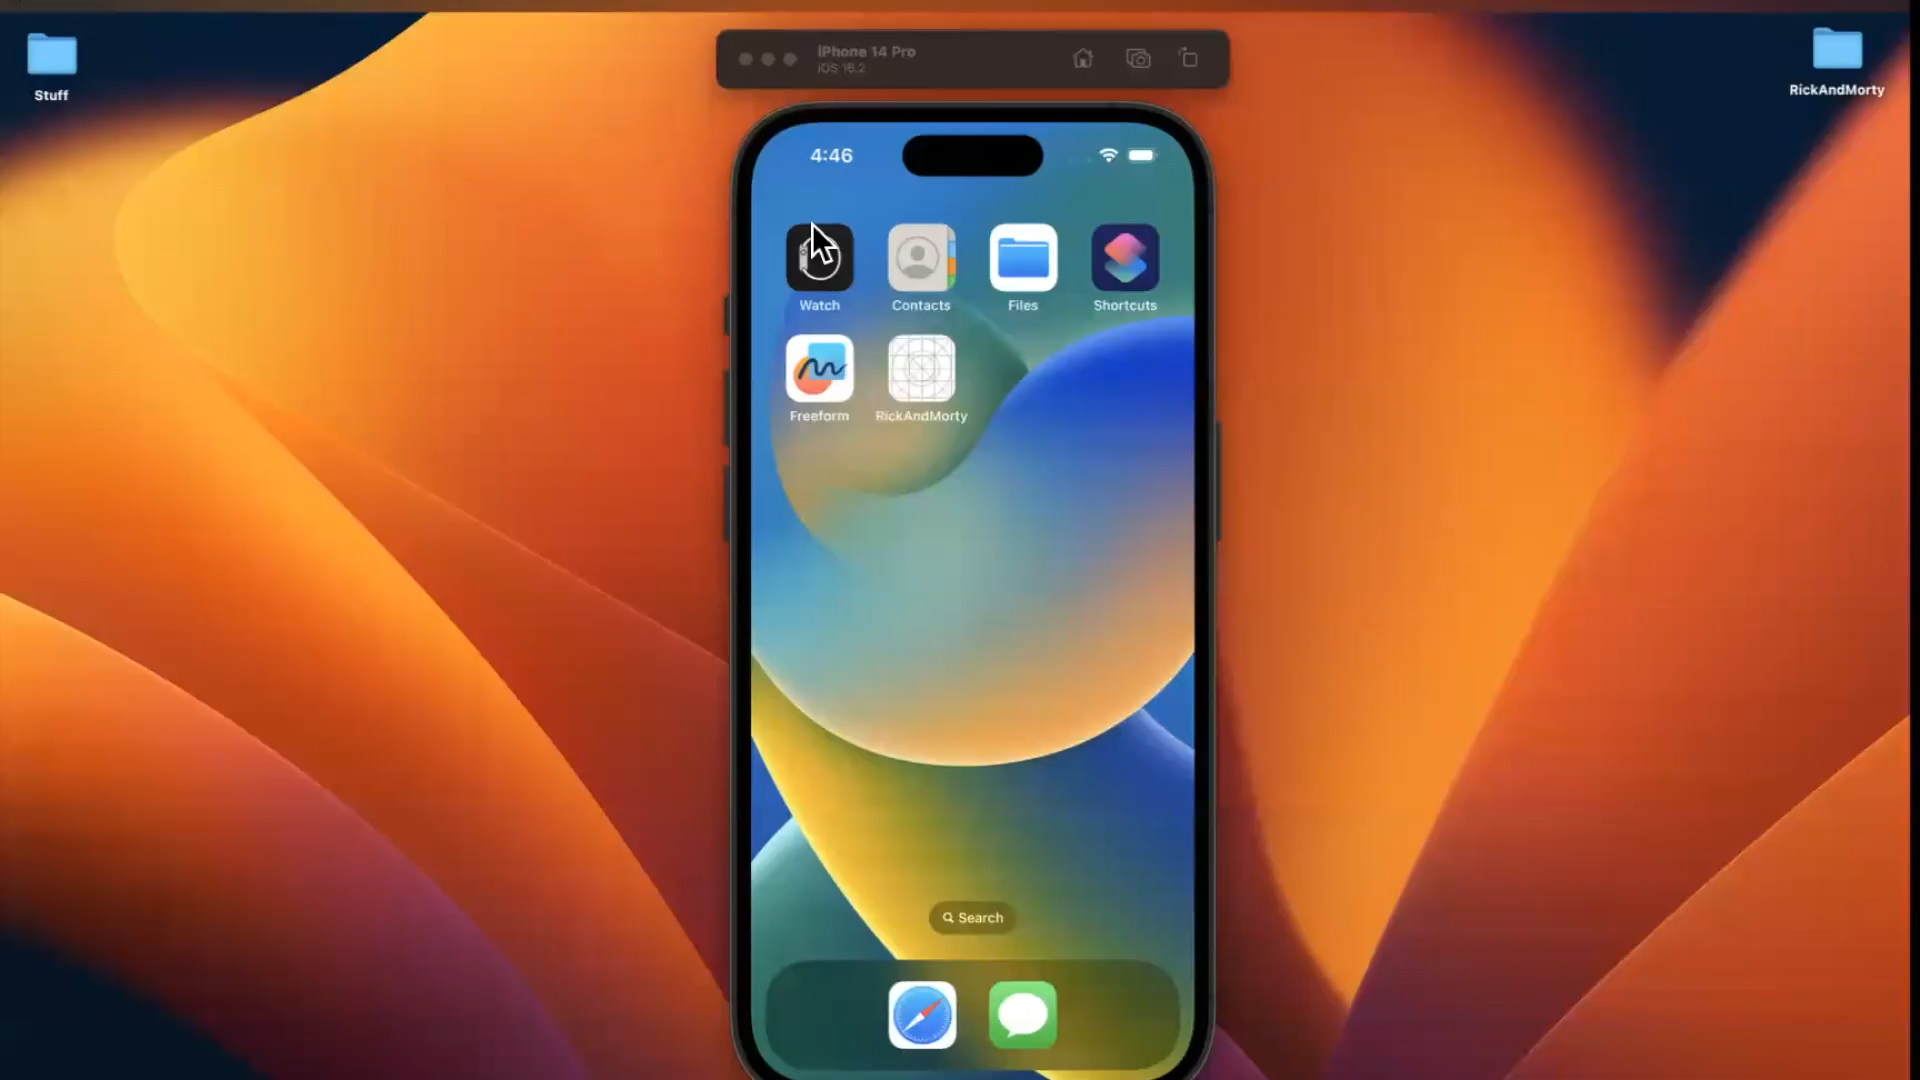 iPhone 14 Pro
iOS 16.2
Stuff
RickAndMorty
4:46
Watch
Contacts
Files
Shortcuts
Freeform
RickAndMorty
Search